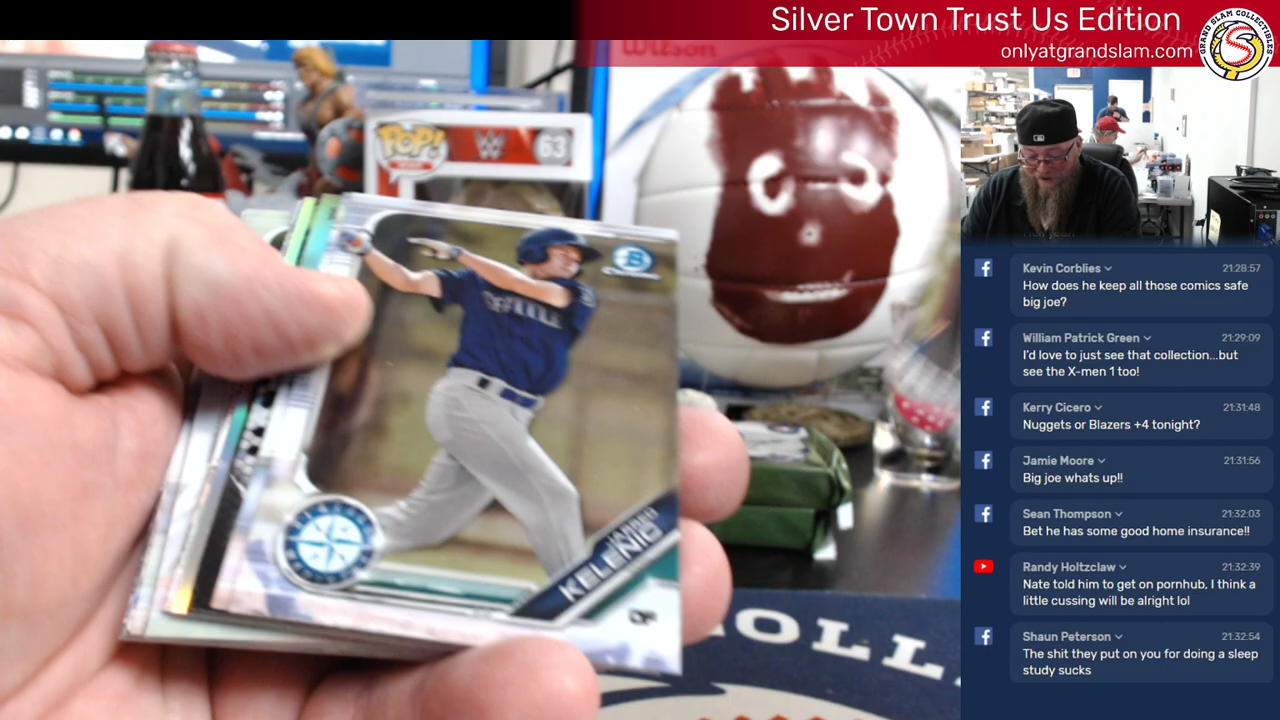 Silver Town Trust Us Edition
onlyatgrandslam.com
GRAND SLAM COLLECTIBLES
Wilson
POP!
W
63
B
SEATTLE
JARRED
KELENIC
Kevin Corblies
21:28:57
How does he keep all those comics safe
big joe?
William Patrick Green
21:29:09
I'd love to just see that collection...but
see the X-men 1 too!
Kerry Cicero
21:31:48
Nuggets or Blazers +4 tonight?
Jamie Moore
21:31:56
Big joe whats up!!
Sean Thompson
21:32:03
Bet he has some good home insurance!!
Randy Holtzclaw
21:32:39
Nate told him to get on pornhub, I think a
little cussing will be alright lol
Shaun Peterson
21:32:54
The shit they put on you for doing a sleep
study sucks